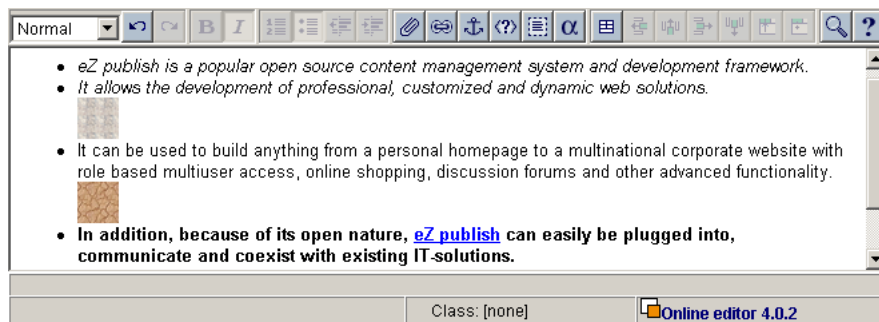 Normal B I α ?
• eZ publish is a popular open source content management system and development framework.
• It allows the development of professional, customized and dynamic web solutions.
• It can be used to build anything from a personal homepage to a multinational corporate website with
role based multiuser access, online shopping, discussion forums and other advanced functionality.
• In addition, because of its open nature, eZ publish can easily be plugged into,
communicate and coexist with existing IT-solutions.
Class: [none] Online editor 4.0.2